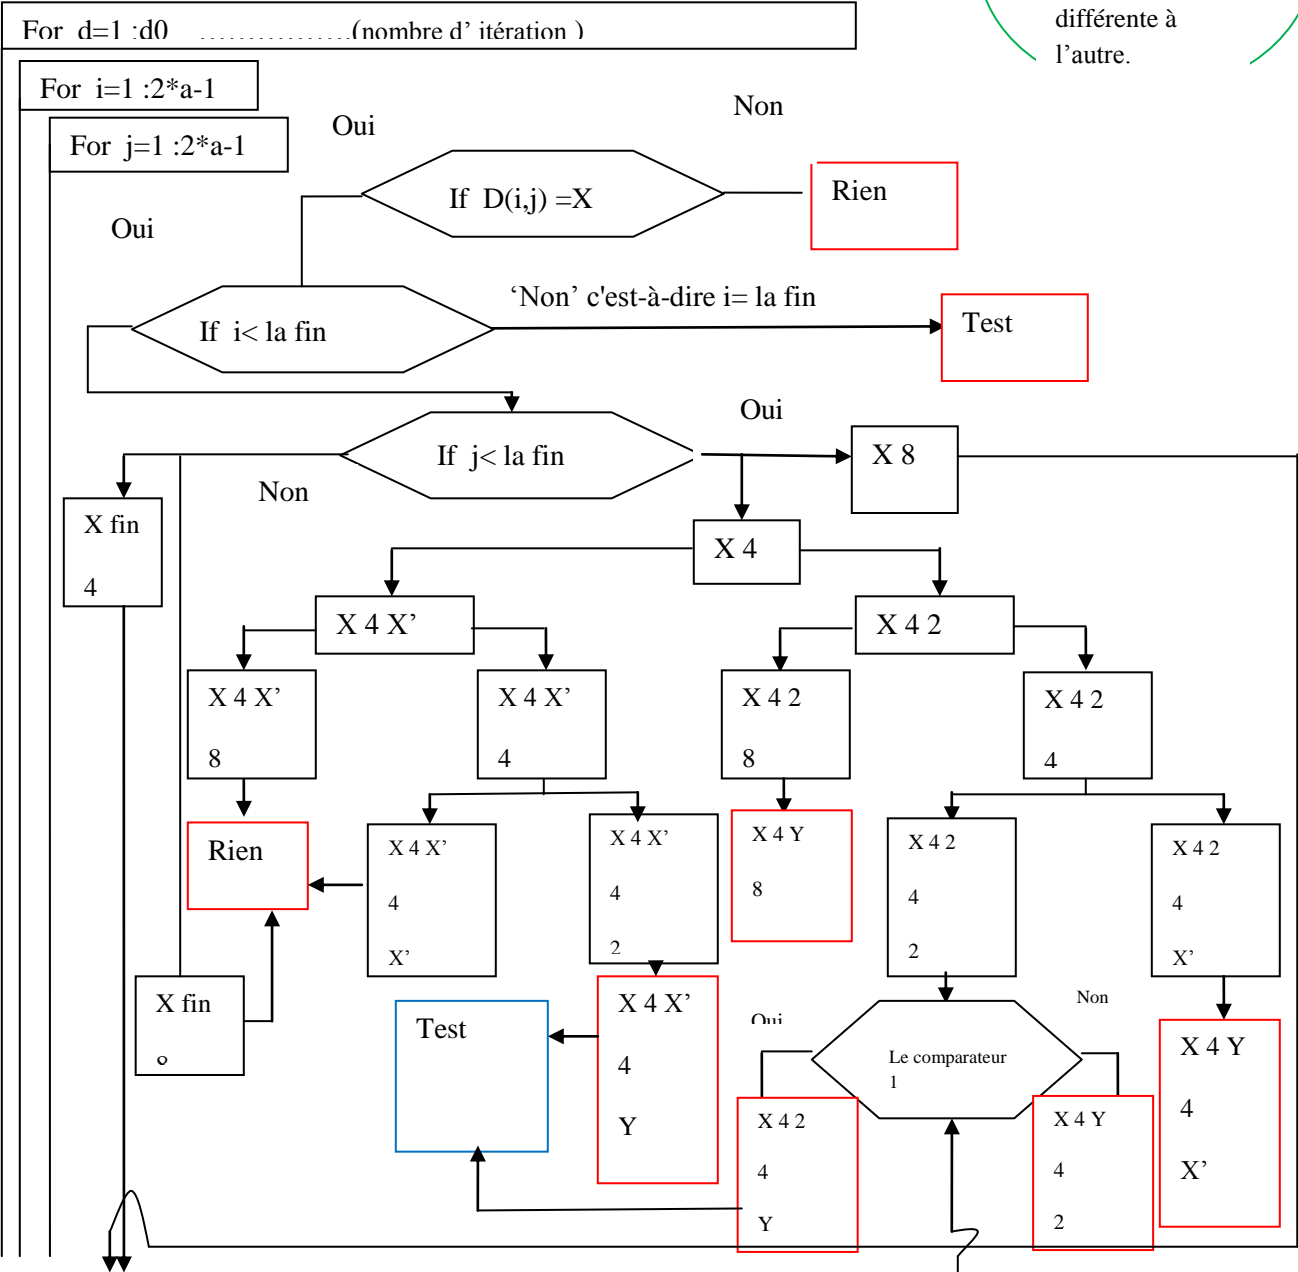 différente à
l’autre.
For d=1 :d0 ................(nombre d’ itération )
For i=1 :2*a-1
For j=1 :2*a-1
Oui
Non
If D(i,j) =X
Rien
Oui
‘Non’ c'est-à-dire i= la fin
If i< la fin
Test
Oui
If j< la fin
X 8
Non
X fin
4
X 4
X 4 X’
X 4 2
X 4 X’
8
X 4 X’
4
X 4 2
8
X 4 2
4
Rien
X 4 X’
4
X’
X 4 X’
4
2
X 4 Y
8
X 4 2
4
2
X 4 2
4
X’
X fin
Test
X 4 X’
4
Y
Oui
Non
Le comparateur
1
X 4 2
4
Y
X 4 Y
4
2
X 4 Y
4
X’